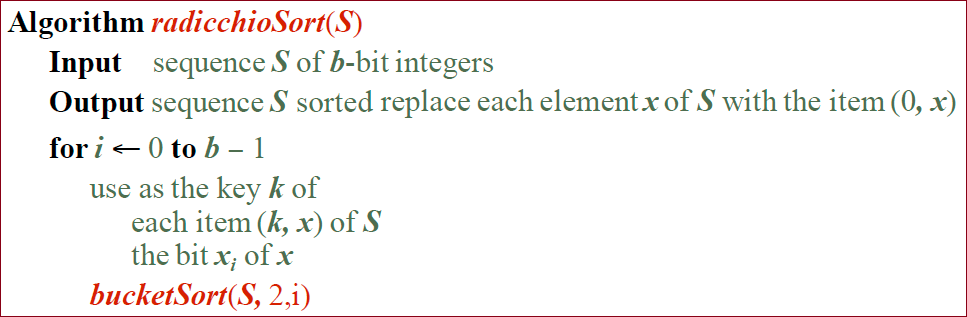 Algorithm radicchioSort(S)
Input sequence S of b-bit integers
Output sequence S sorted replace each element x of S with the item (0, x)
for i ← 0 to b – 1
use as the key k of
each item (k, x) of S
the bit xᵢ of x
bucketSort(S, 2,i)